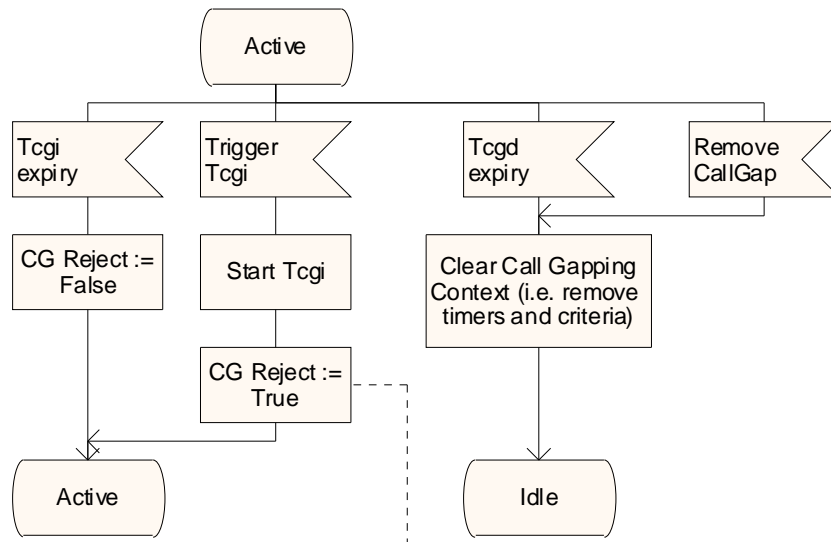 Active
Tcgi
expiry
Trigger
Tcgi
Tcgd
expiry
Remove
CallGap
CG Reject :=
False
Start Tcgi
Clear Call Gapping
Context (i.e. remove
timers and criteria)
CG Reject :=
True
Active
Idle